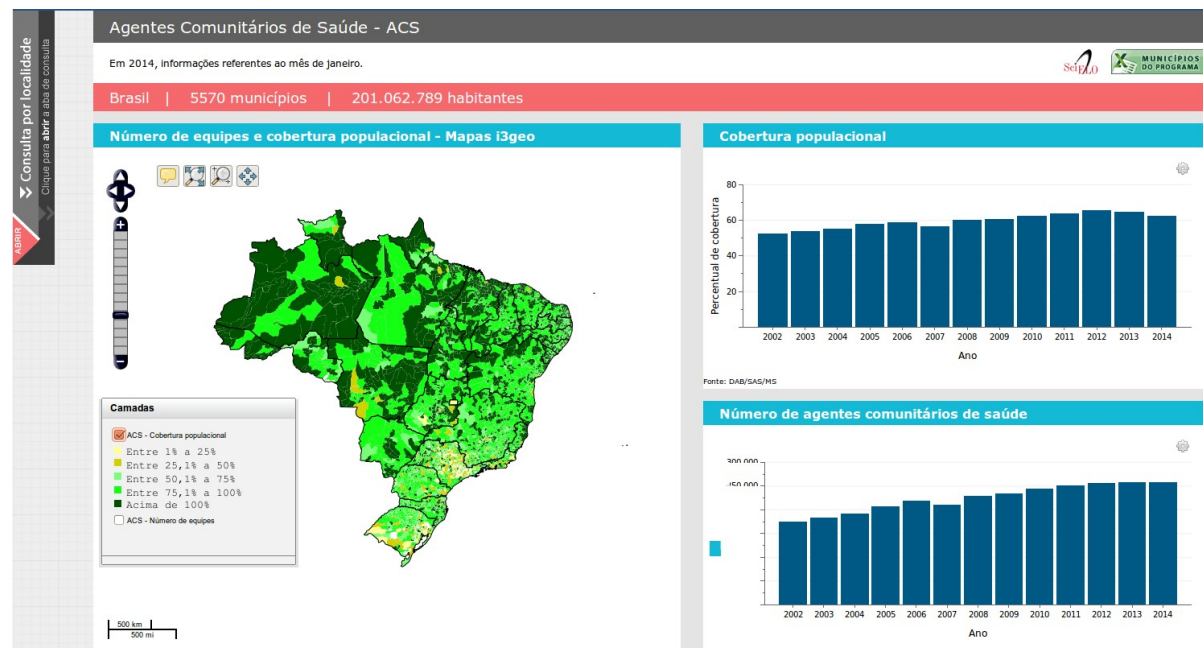 Agentes Comunitários de Saúde - ACS
Em 2014, informações referentes ao mês de janeiro.
SciELO
MUNICÍPIOS
DO PROGRAMA
Brasil | 5570 municípios | 201.062.789 habitantes
Consulta por localidade
Clique para abrir a aba de consulta
ABRIR
Número de equipes e cobertura populacional - Mapas i3geo
Camadas
ACS - Cobertura populacional
Entre 1% a 25%
Entre 25,1% a 50%
Entre 50,1% a 75%
Entre 75,1% a 100%
Acima de 100%
ACS - Número de equipes
500 km
500 mi
Cobertura populacional
Percentual de cobertura
80
60
40
20
2002 2003 2004 2005 2006 2007 2008 2009 2010 2011 2012 2013 2014
Ano
Fonte: DAB/SAS/MS
Número de agentes comunitários de saúde
300.000
2002 2003 2004 2005 2006 2007 2008 2009 2010 2011 2012 2013 2014
Ano